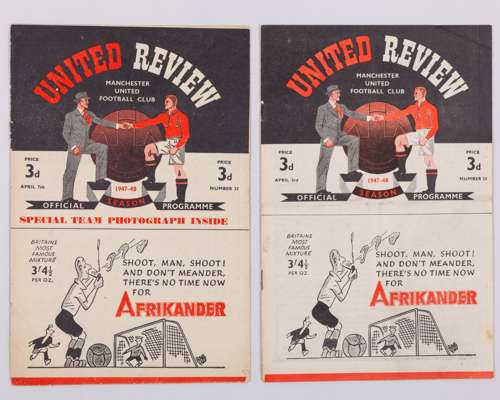 UNITED REVIEW
MANCHESTER
UNITED
FOOTBALL CLUB
PRICE
3d
APRIL 7th
PRICE
3d
1947-48
SEASON
OFFICIAL PROGRAMME
SPECIAL TEAM PHOTOGRAPH INSIDE
BRITAINS
MOST
FAMOUS
MIXTURE
3/4½
PER OZ.
SHOOT, MAN, SHOOT!
AND DON'T MEANDER,
THERE'S NO TIME NOW
FOR
AFRIKANDER
UNITED REVIEW
MANCHESTER
UNITED
FOOTBALL CLUB
PRICE
3d
APRIL 3rd
PRICE
3d
1947-48
SEASON
OFFICIAL PROGRAMME
BRITAINS
MOST
FAMOUS
MIXTURE
3/4½
PER OZ.
SHOOT, MAN, SHOOT!
AND DON'T MEANDER,
THERE'S NO TIME NOW
FOR
AFRIKANDER